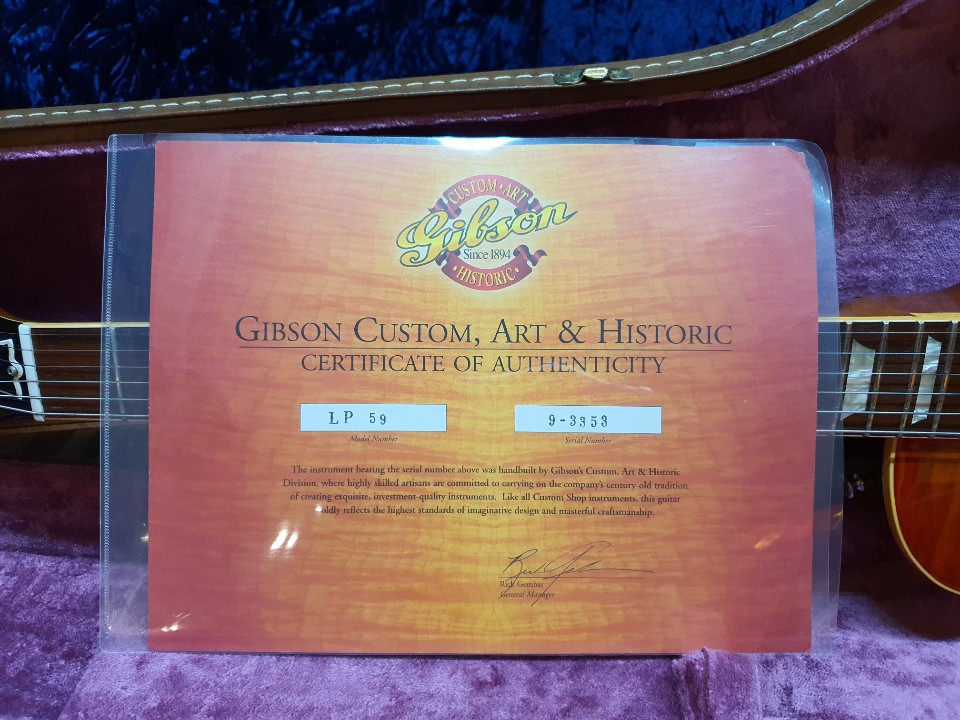 CUSTOM • ART
Gibson
Since 1894
• HISTORIC •
GIBSON CUSTOM, ART & HISTORIC
CERTIFICATE OF AUTHENTICITY
LP 59 9-3353
Model Number Serial Number
The instrument bearing the serial number above was handbuilt by Gibson's Custom, Art & Historic
Division, where highly skilled artisans are committed to carrying on the company's century-old tradition
of creating exquisite, investment-quality instruments. Like all Custom Shop instruments, this guitar
oldly reflects the highest standards of imaginative design and masterful craftsmanship.
Rick Gembar
General Manager